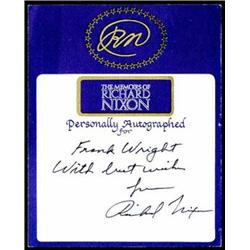 RN
THE MEMOIRS OF
RICHARD NIXON
Personally Autographed
for
Frank Wright
With best wishes
from
Richard Nixon